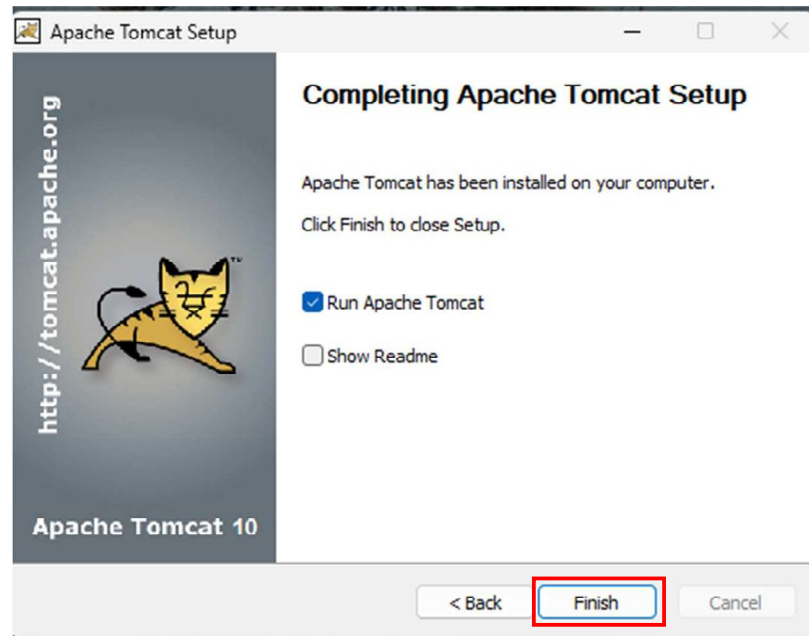 Apache Tomcat Setup
http://tomcat.apache.org
Apache Tomcat 10
Completing Apache Tomcat Setup
Apache Tomcat has been installed on your computer.
Click Finish to close Setup.
Run Apache Tomcat
Show Readme
< Back
Finish
Cancel
TM